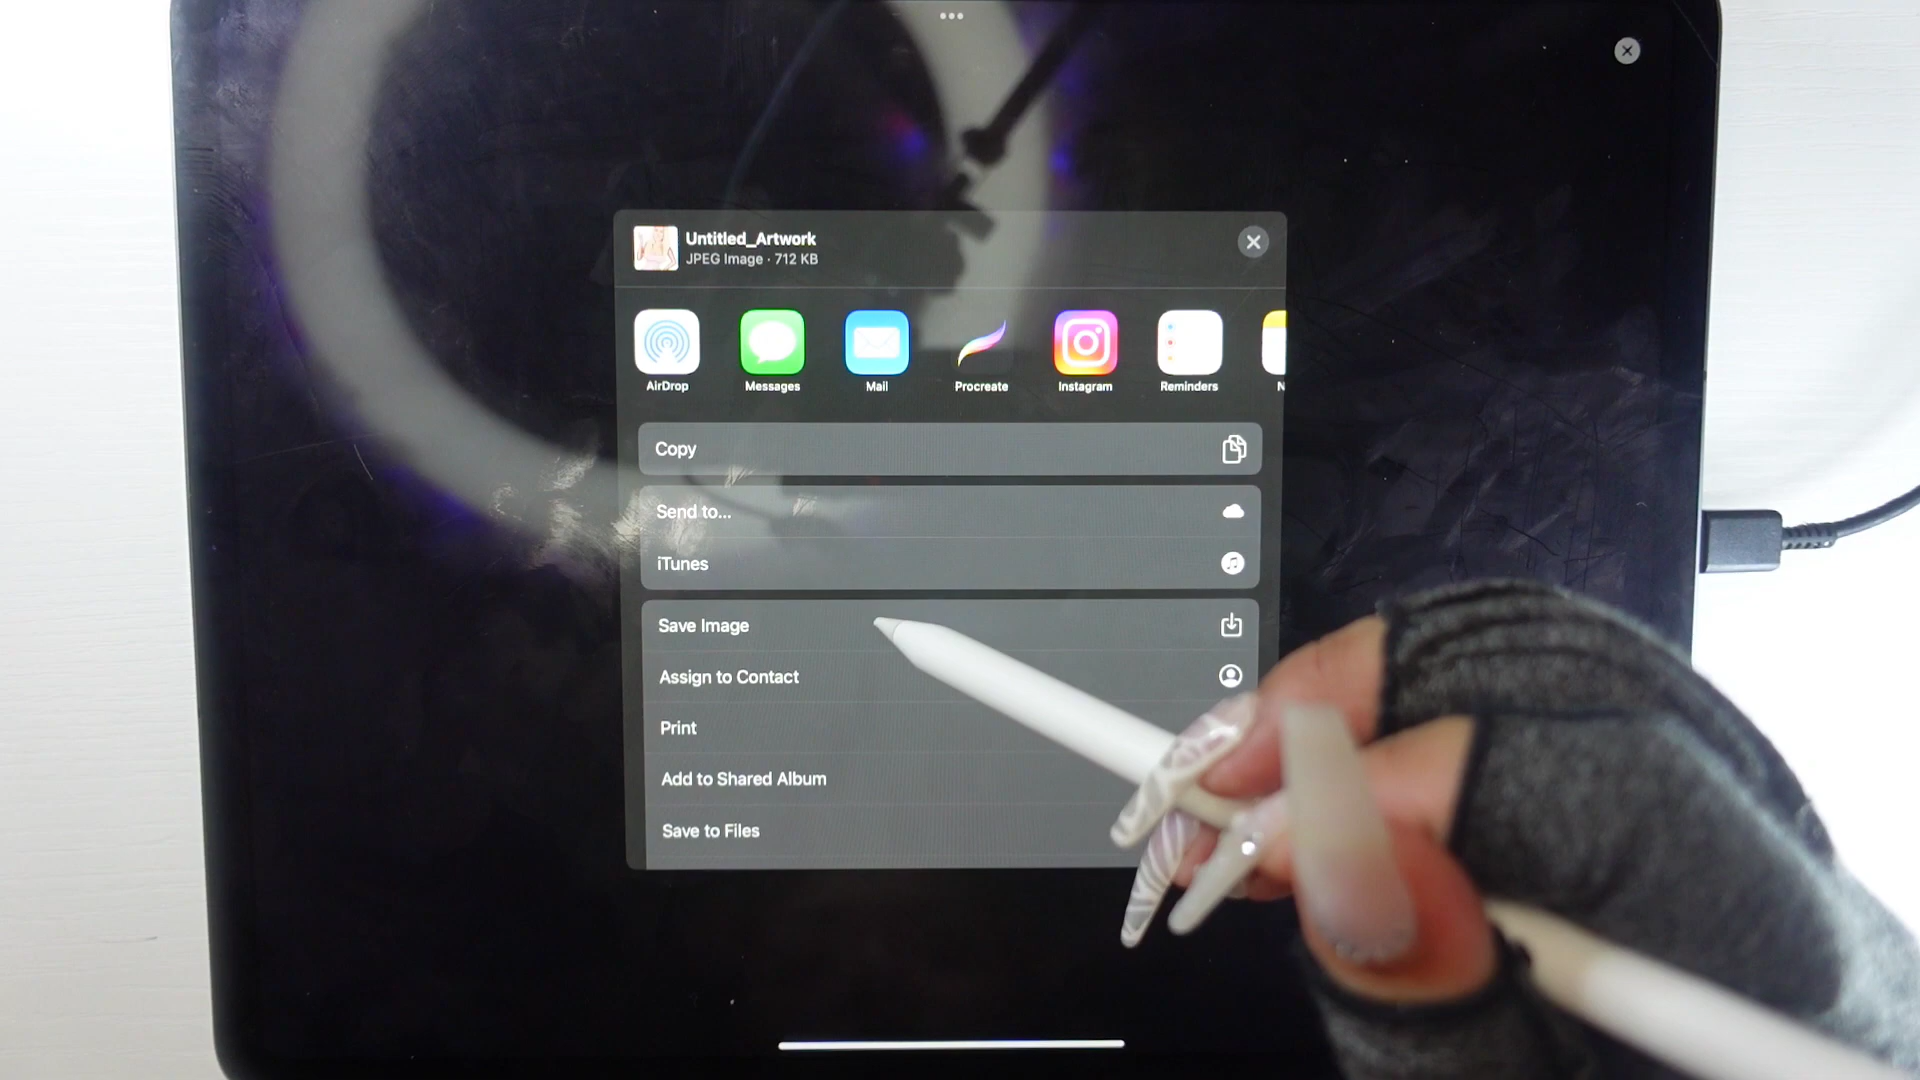 Untitled_Artwork
JPEG Image · 712 KB
AirDrop
Messages
Mail
Procreate
Instagram
Reminders
N
Copy
Send to...
iTunes
Save Image
Assign to Contact
Print
Add to Shared Album
Save to Files